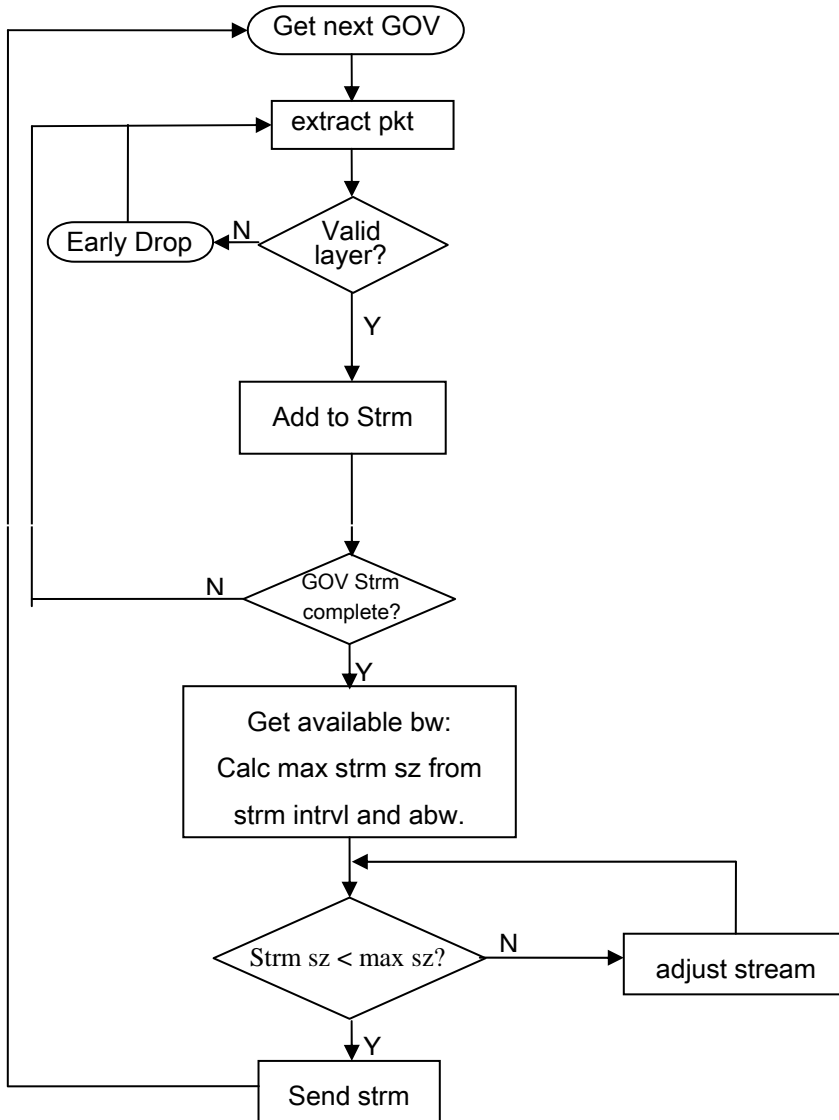 Get next GOV
extract pkt
Valid
layer?
N
Early Drop
Y
Add to Strm
GOV Strm
complete?
N
Y
Get available bw:
Calc max strm sz from
strm intrvl and abw.
Strm sz < max sz?
N
adjust stream
Y
Send strm